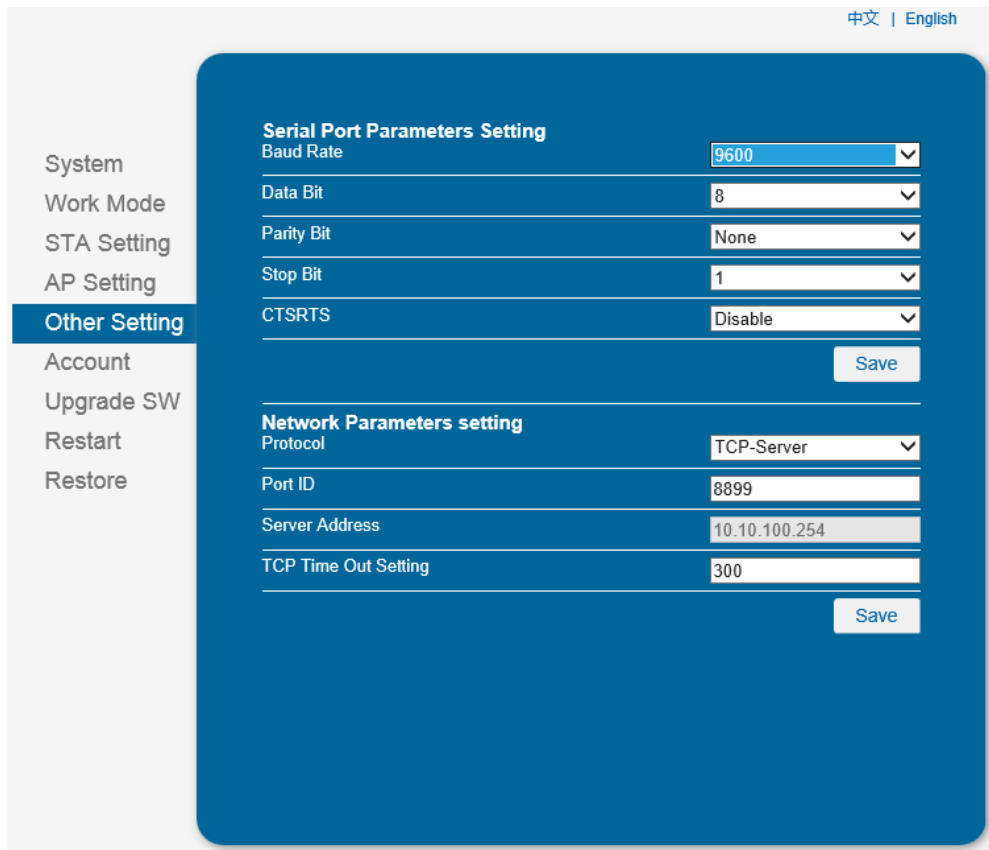 中文 | English
System
Work Mode
STA Setting
AP Setting
Other Setting
Account
Upgrade SW
Restart
Restore
Serial Port Parameters Setting
Baud Rate 9600
Data Bit 8
Parity Bit None
Stop Bit 1
CTSRTS Disable
Save
Network Parameters setting
Protocol TCP-Server
Port ID 8899
Server Address 10.10.100.254
TCP Time Out Setting 300
Save